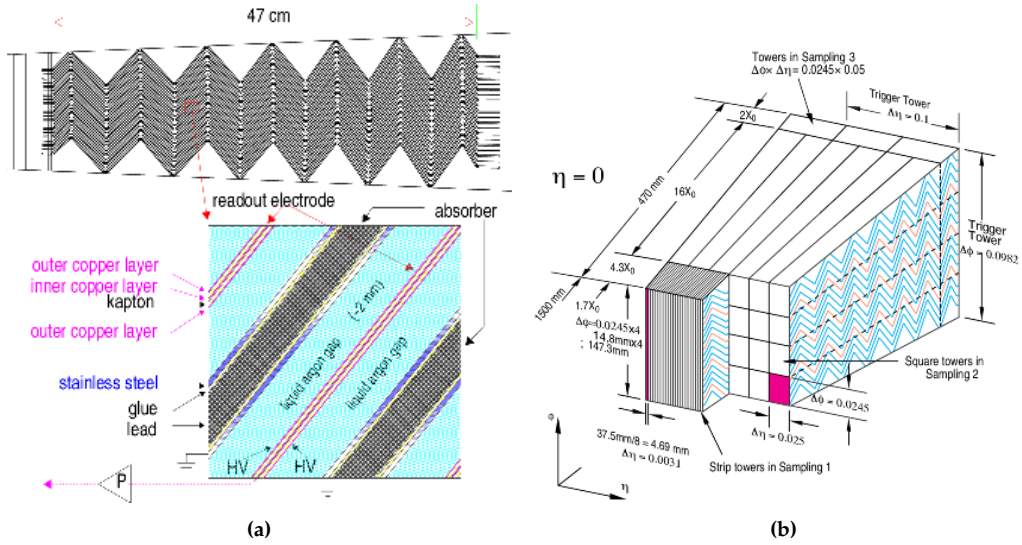 47 cm
readout electrode
absorber
outer copper layer
inner copper layer
kapton
outer copper layer
stainless steel
glue
lead
liquid argon gap
(~2 mm)
liquid argon gap
HV
HV
P
(a)
Towers in Sampling 3
Δφ× Δη = 0.0245× 0.05
Trigger Tower
Δη = 0.1
2X₀
η = 0
470 mm
16X₀
4.3X₀
1500 mm
1.7X₀
Δφ=0.0245x4
14.8mmx4
: 147.3mm
Trigger
Tower
Δφ = 0.0982
Square towers in
Sampling 2
Δφ = 0.0245
Δη = 0.025
37.5mm/8 = 4.69 mm
Δη = 0.0031
Strip towers in Sampling 1
φ
η
(b)